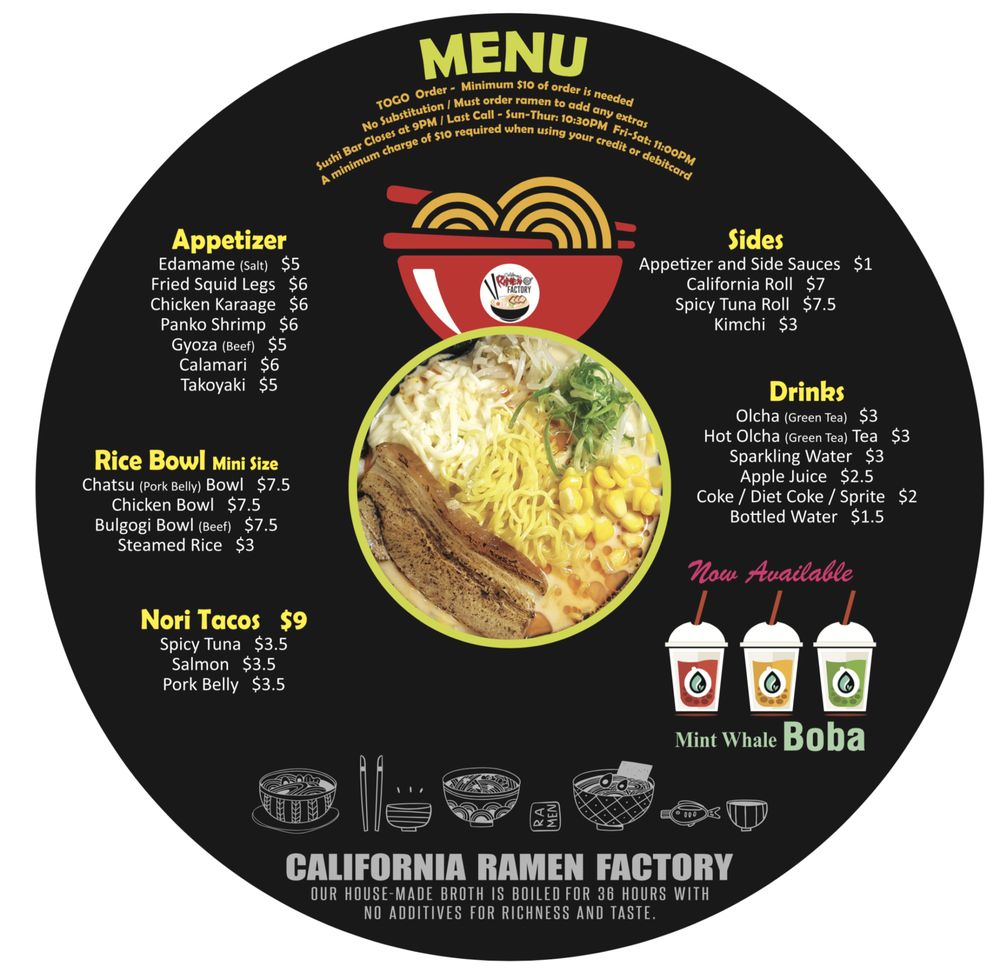 MENU
TOGO Order - Minimum $10 of order is needed
No Substitution / Must order ramen to add any extras
Sushi Bar Closes at 9PM / Last Call - Sun-Thur: 10:30PM Fri-Sat: 11:00PM
A minimum charge of $10 required when using your credit or debitcard
California
RAMEN
FACTORY
Appetizer
Edamame (Salt) $5
Fried Squid Legs $6
Chicken Karaage $6
Panko Shrimp $6
Gyoza (Beef) $5
Calamari $6
Takoyaki $5
Rice Bowl Mini Size
Chatsu (Pork Belly) Bowl $7.5
Chicken Bowl $7.5
Bulgogi Bowl (Beef) $7.5
Steamed Rice $3
Nori Tacos $9
Spicy Tuna $3.5
Salmon $3.5
Pork Belly $3.5
Sides
Appetizer and Side Sauces $1
California Roll $7
Spicy Tuna Roll $7.5
Kimchi $3
Drinks
Olcha (Green Tea) $3
Hot Olcha (Green Tea) Tea $3
Sparkling Water $3
Apple Juice $2.5
Coke / Diet Coke / Sprite $2
Bottled Water $1.5
Now Available
Mint Whale Boba
RA
MEN
CALIFORNIA RAMEN FACTORY
OUR HOUSE-MADE BROTH IS BOILED FOR 36 HOURS WITH
NO ADDITIVES FOR RICHNESS AND TASTE.